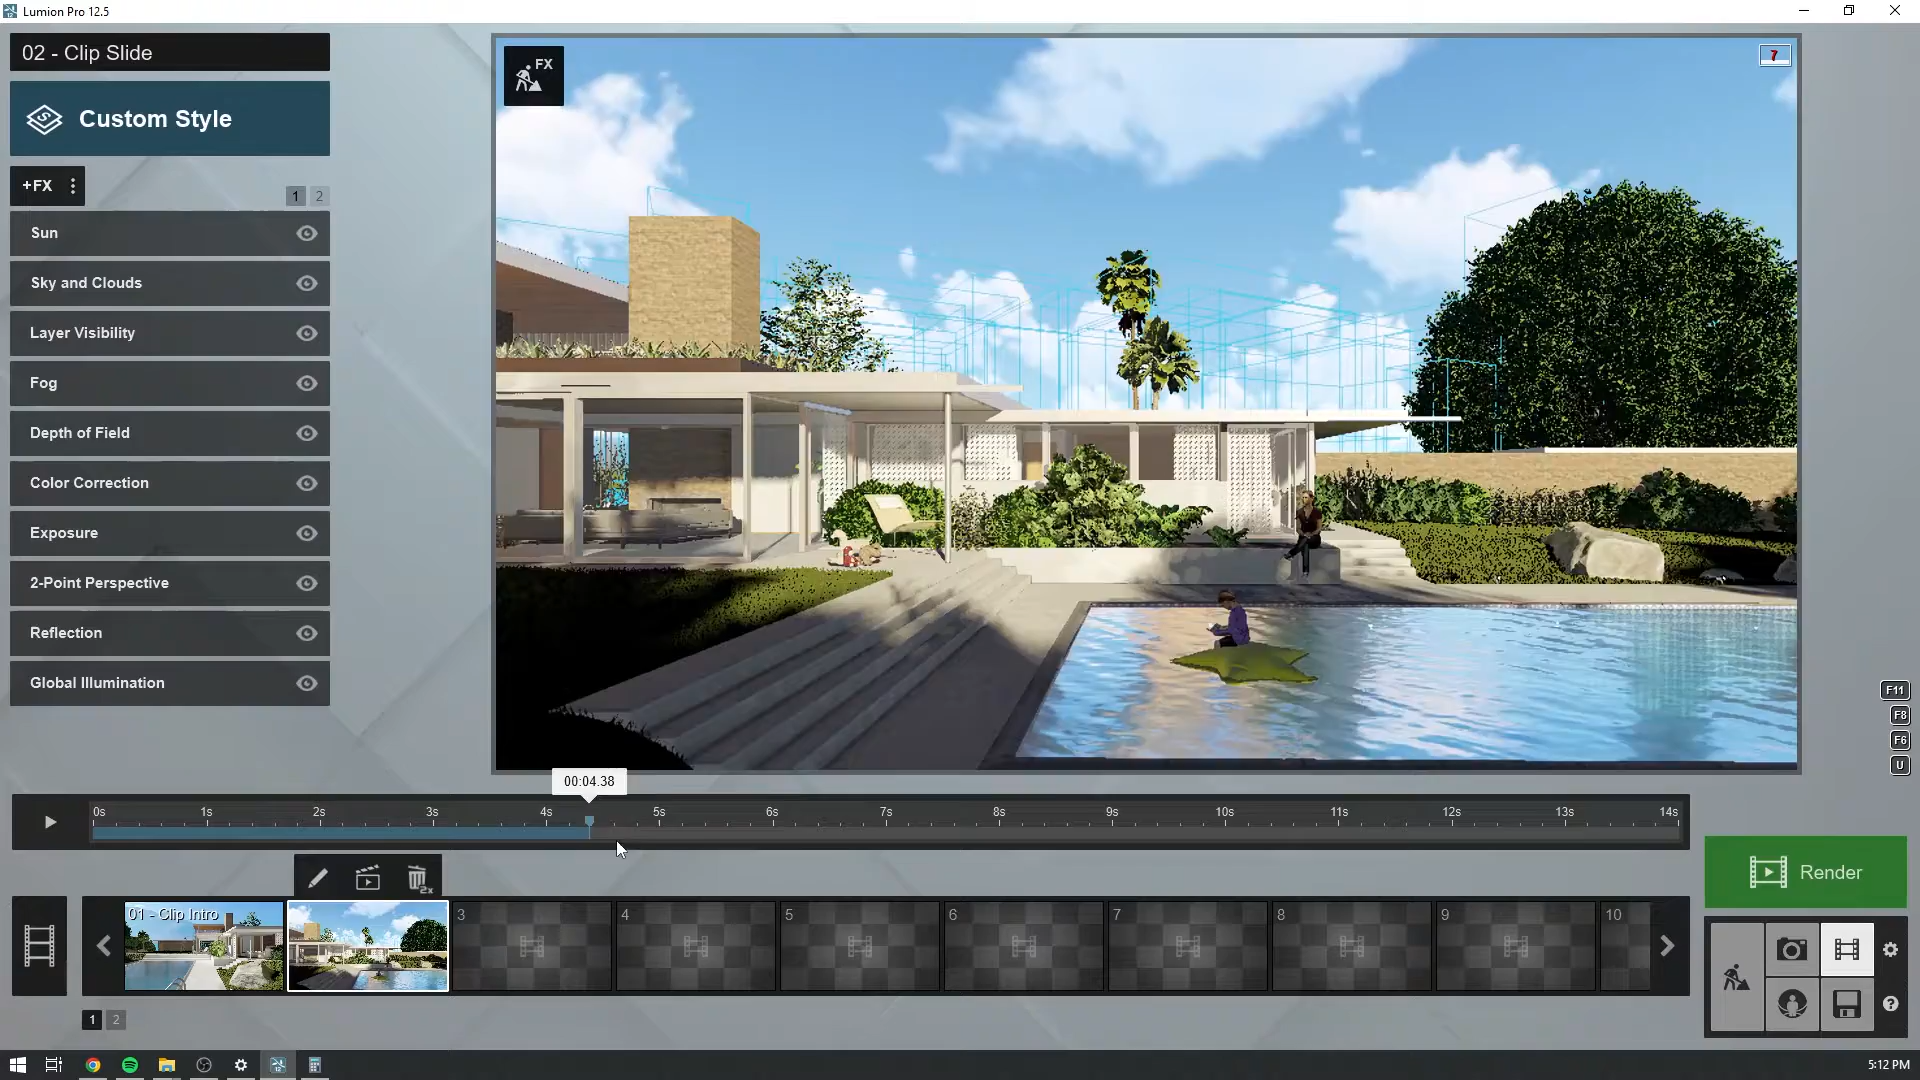 Lumion Pro 12.5
02 - Clip Slide
FX
7
Custom Style
+FX
1 2
Sun
Sky and Clouds
Layer Visibility
Fog
Depth of Field
Color Correction
Exposure
2-Point Perspective
Reflection
Global Illumination
F11
F8
F6
U
00:04.38
0s 1s 2s 3s 4s 5s 6s 7s 8s 9s 10s 11s 12s 13s 14s
2x
Render
01 - Clip Intro
3 4 5 6 7 8 9 10
1 2
?
12
5:12 PM